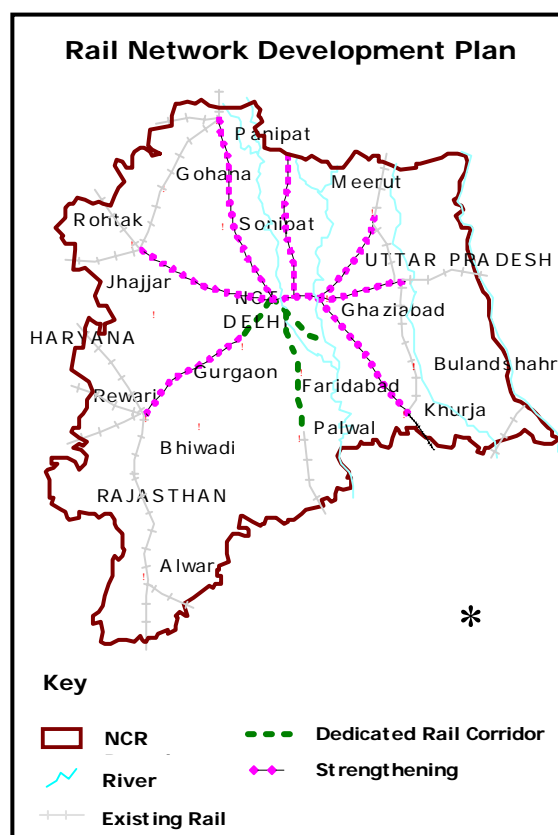 Rail Network Development Plan
Panipat
Gohana
Meerut
Rohtak
Sonipat
UTTAR PRADESH
Jhajjar
NCT
DELHI
Ghaziabad
HARYANA
Bulandshahr
Gurgaon
Faridabad
Rewari
Khurja
Palwal
Bhiwadi
RAJASTHAN
Alwar
*
Key
NCR
Dedicated Rail Corridor
River
Strengthening
Existing Rail